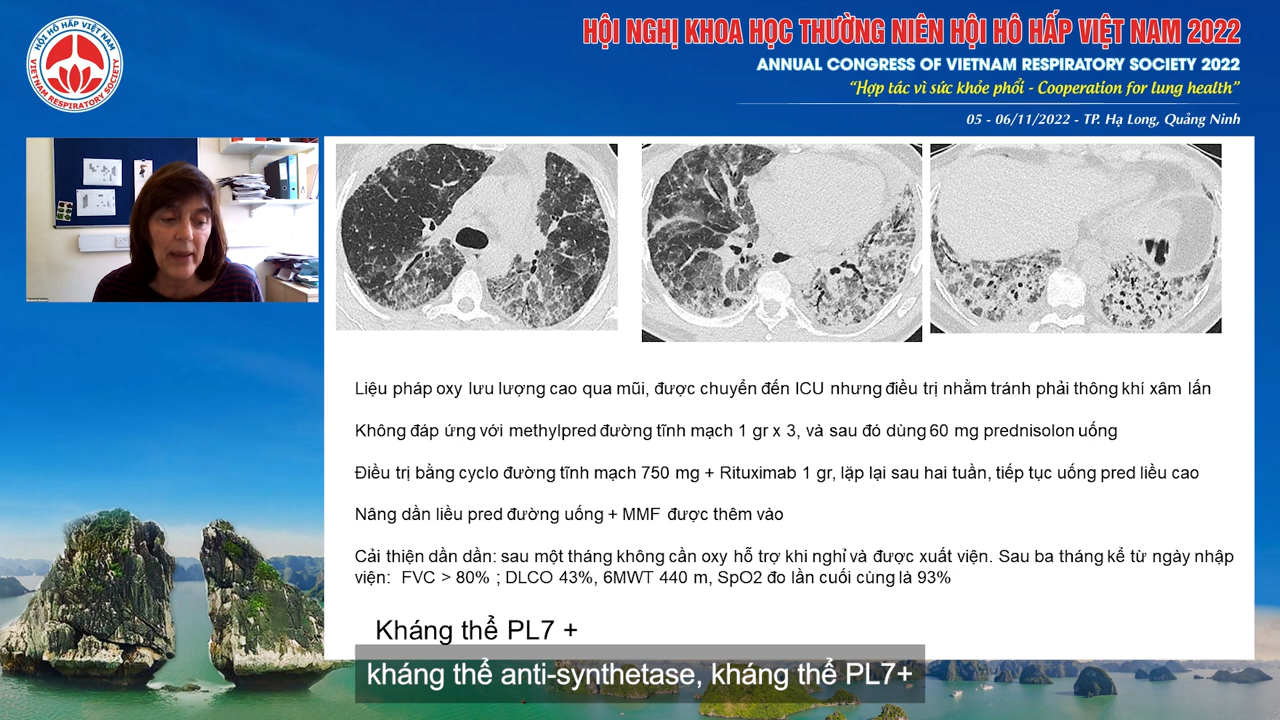 HỘI HÔ HẤP VIỆT NAM
VIETNAM RESPIRATORY SOCIETY
HỘI NGHỊ KHOA HỌC THƯỜNG NIÊN HỘI HÔ HẤP VIỆT NAM 2022
ANNUAL CONGRESS OF VIETNAM RESPIRATORY SOCIETY 2022
“Hợp tác vì sức khỏe phổi - Cooperation for lung health”
05 - 06/11/2022 - TP. Hạ Long, Quảng Ninh
Liệu pháp oxy lưu lượng cao qua mũi, được chuyển đến ICU nhưng điều trị nhằm tránh phải thông khí xâm lấn
Không đáp ứng với methylpred đường tĩnh mạch 1 gr x 3, và sau đó dùng 60 mg prednisolon uống
Điều trị bằng cyclo đường tĩnh mạch 750 mg + Rituximab 1 gr, lặp lại sau hai tuần, tiếp tục uống pred liều cao
Nâng dần liều pred đường uống + MMF được thêm vào
Cải thiện dần dần: sau một tháng không cần oxy hỗ trợ khi nghỉ và được xuất viện. Sau ba tháng kể từ ngày nhập
viện: FVC > 80% ; DLCO 43%, 6MWT 440 m, SpO2 đo lần cuối cùng là 93%
Kháng thể PL7 +
kháng thể anti-synthetase, kháng thể PL7+